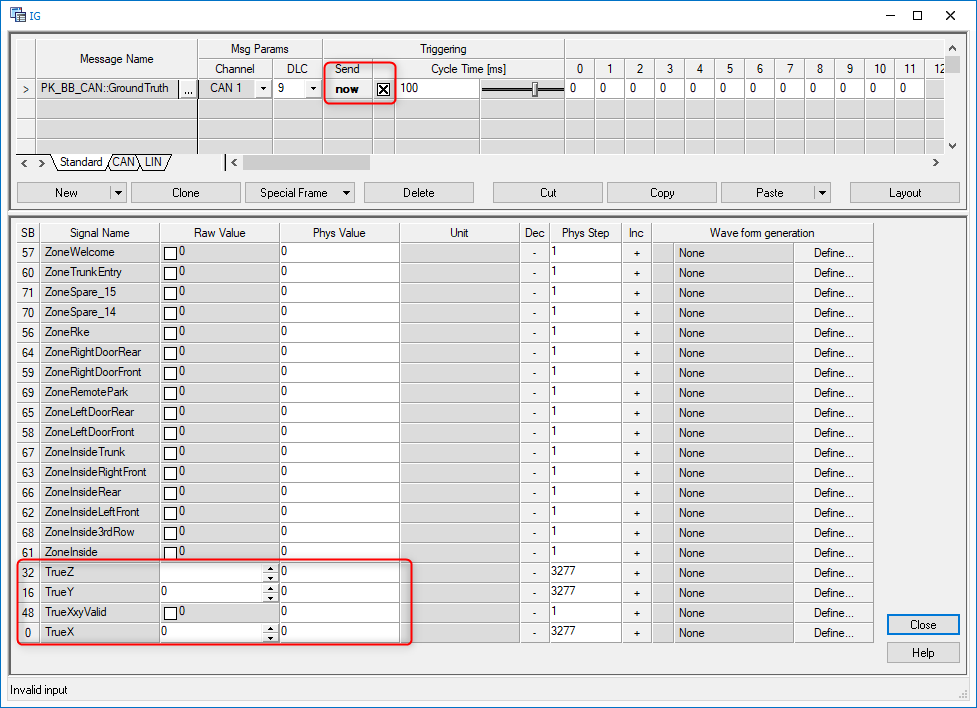 IG
Message Name Msg Params Triggering
Channel DLC Send Cycle Time [ms] 0 1 2 3 4 5 6 7 8 9 10 11 12
> PK_BB_CAN::GroundTruth ... CAN 1 9 now 100 0 0 0 0 0 0 0 0 0 0 0 0
Standard CAN LIN
New Clone Special Frame Delete Cut Copy Paste Layout
SB Signal Name Raw Value Phys Value Unit Dec Phys Step Inc Wave form generation
57 ZoneWelcome 0 0 - 1 + None Define...
60 ZoneTrunkEntry 0 0 - 1 + None Define...
71 ZoneSpare_15 0 0 - 1 + None Define...
70 ZoneSpare_14 0 0 - 1 + None Define...
56 ZoneRke 0 0 - 1 + None Define...
64 ZoneRightDoorRear 0 0 - 1 + None Define...
59 ZoneRightDoorFront 0 0 - 1 + None Define...
69 ZoneRemotePark 0 0 - 1 + None Define...
65 ZoneLeftDoorRear 0 0 - 1 + None Define...
58 ZoneLeftDoorFront 0 0 - 1 + None Define...
67 ZoneInsideTrunk 0 0 - 1 + None Define...
63 ZoneInsideRightFront 0 0 - 1 + None Define...
66 ZoneInsideRear 0 0 - 1 + None Define...
62 ZoneInsideLeftFront 0 0 - 1 + None Define...
68 ZoneInside3rdRow 0 0 - 1 + None Define...
61 ZoneInside 0 0 - 1 + None Define...
32 TrueZ 0 - 3277 + None Define...
16 TrueY 0 0 - 3277 + None Define...
48 TrueXxyValid 0 0 - 1 + None Define...
0 TrueX 0 0 - 3277 + None Define...
Close
Help
Invalid input